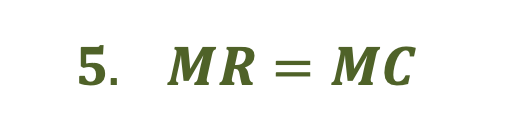 5. MR = MC